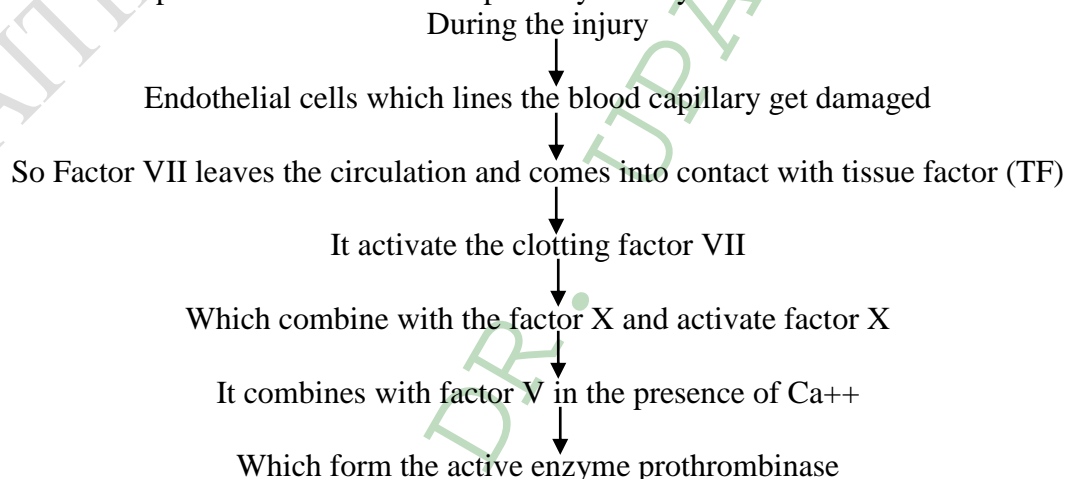 During the injury
Endothelial cells which lines the blood capillary get damaged
So Factor VII leaves the circulation and comes into contact with tissue factor (TF)
It activate the clotting factor VII
Which combine with the factor X and activate factor X
It combines with factor V in the presence of Ca++
Which form the active enzyme prothrombinase
DR. UPA